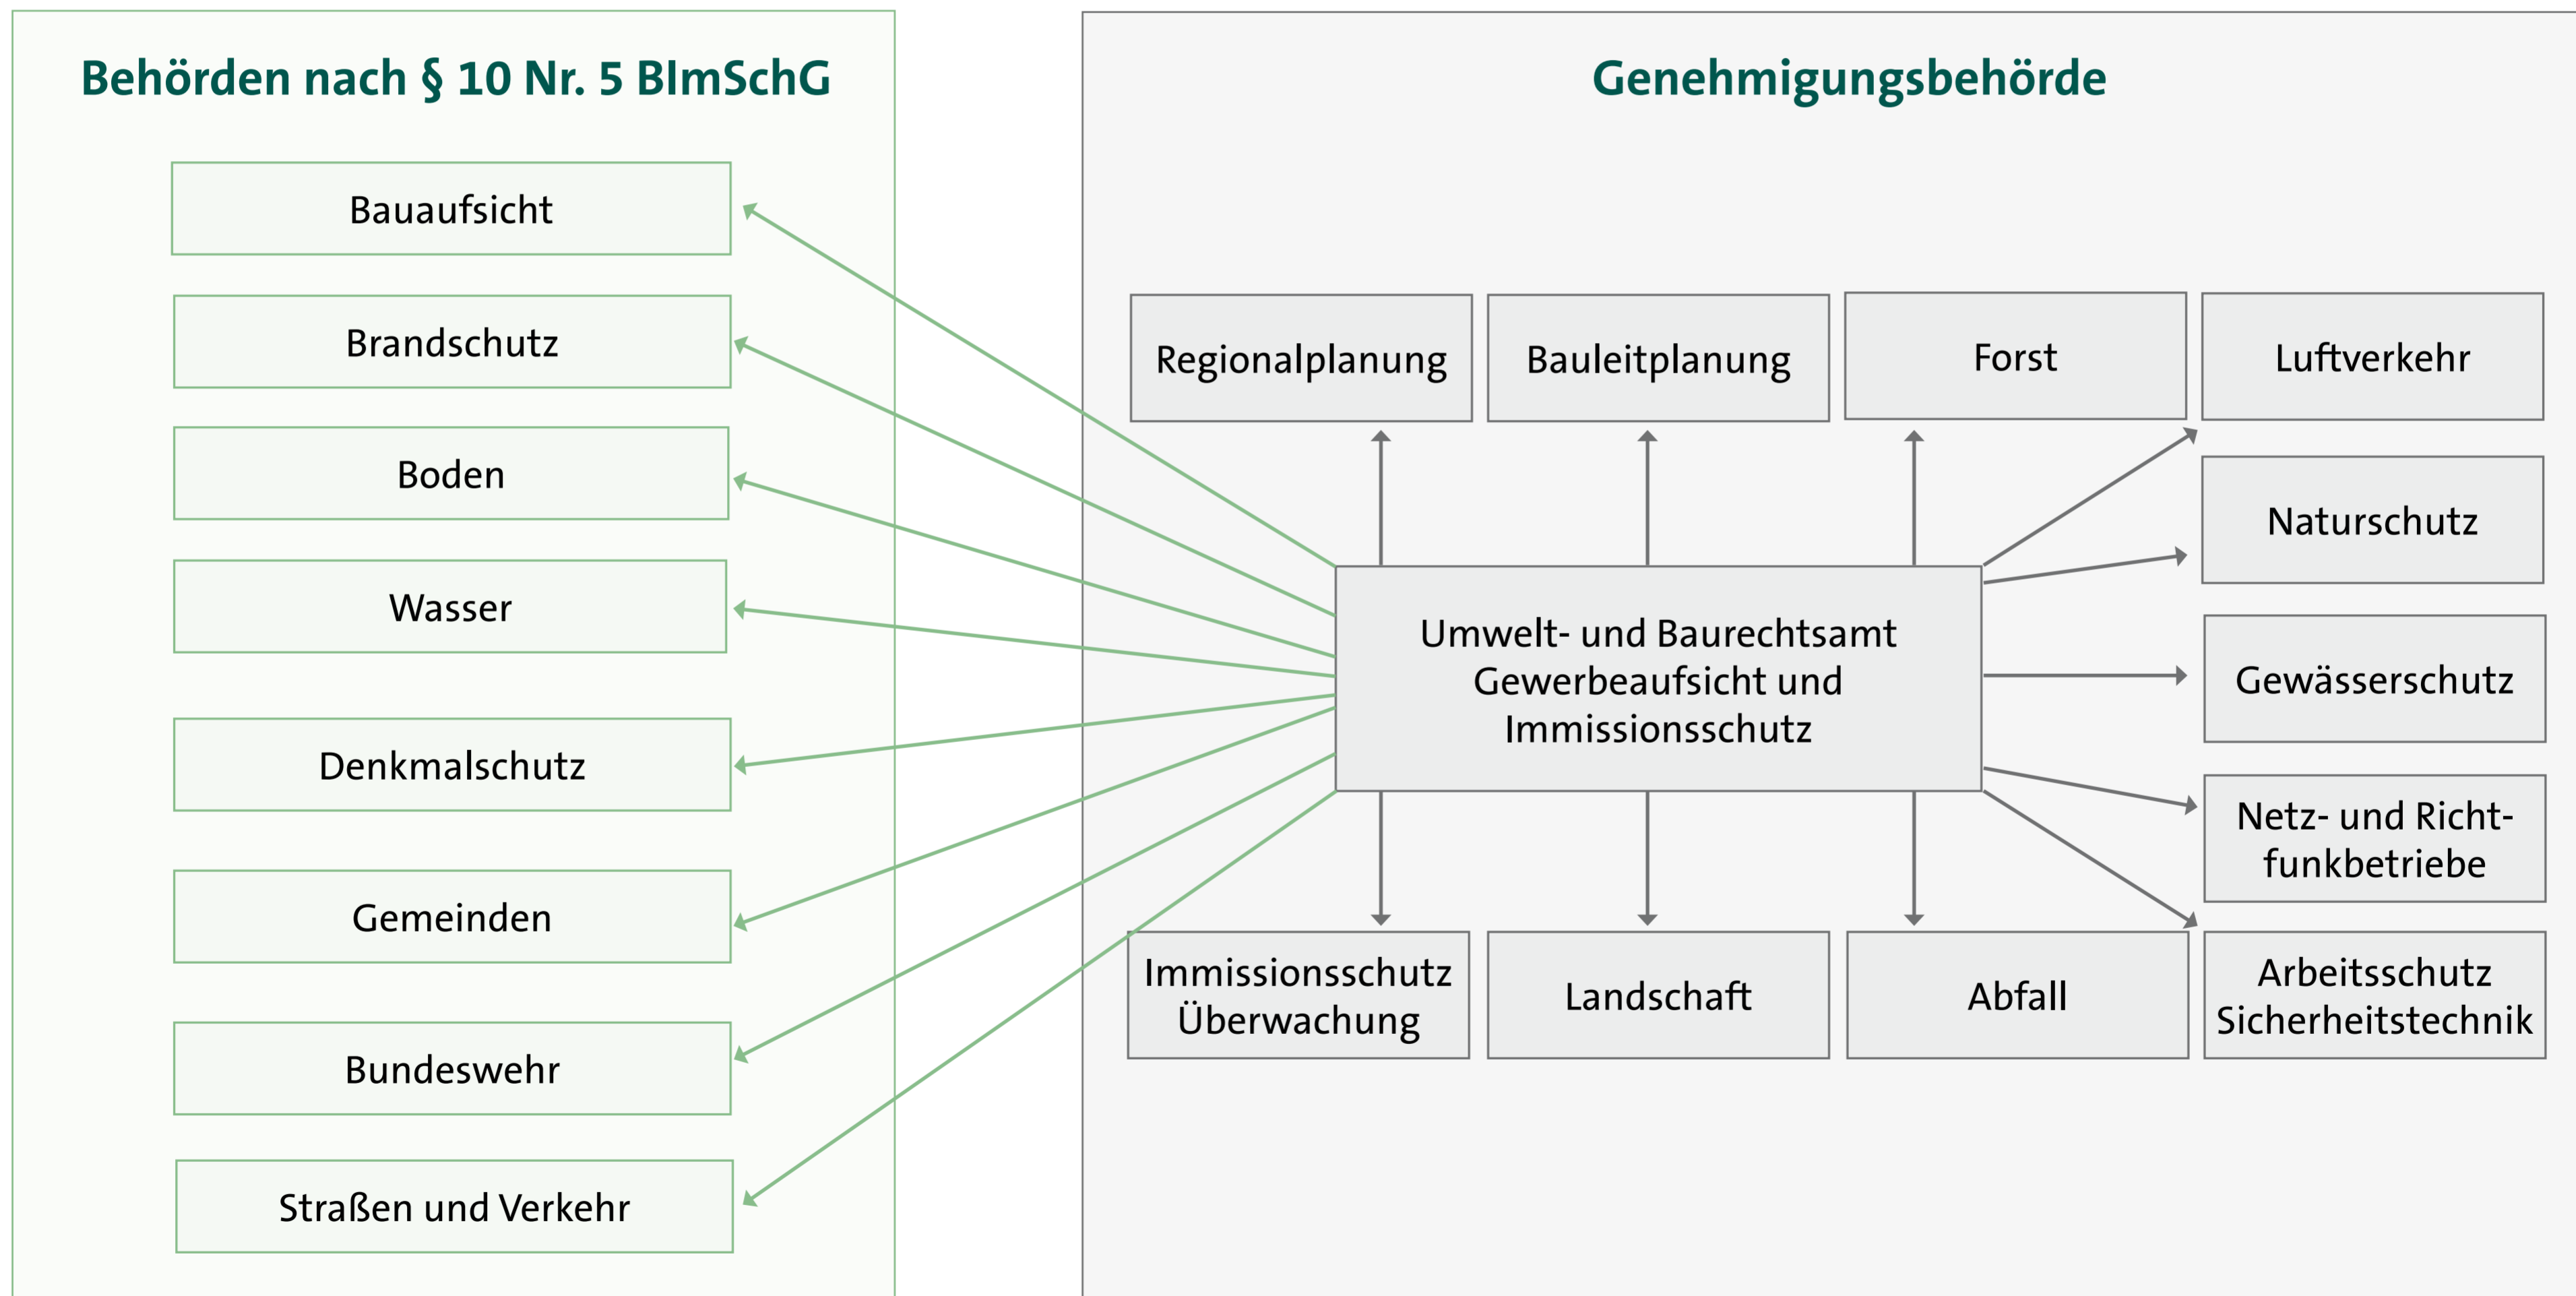 Behörden nach § 10 Nr. 5 BImSchG
Bauaufsicht
Brandschutz
Boden
Wasser
Denkmalschutz
Gemeinden
Bundeswehr
Straßen und Verkehr
Genehmigungsbehörde
Regionalplanung
Bauleitplanung
Forst
Luftverkehr
Naturschutz
Umwelt- und Baurechtsamt
Gewerbeaufsicht und
Immissionsschutz
Gewässerschutz
Netz- und Richt-
funkbetriebe
Immissionsschutz
Überwachung
Landschaft
Abfall
Arbeitsschutz
Sicherheitstechnik